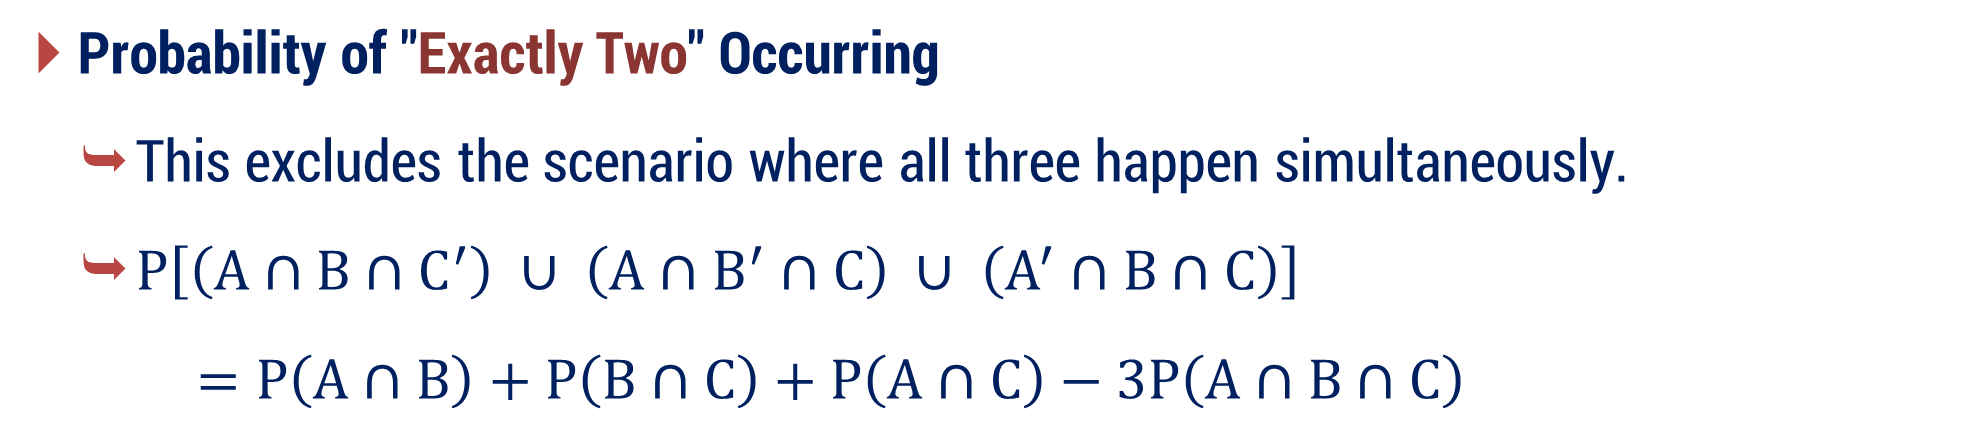 Probability of "Exactly Two" Occurring
This excludes the scenario where all three happen simultaneously.
P[(A ∩ B ∩ C′) ∪ (A ∩ B′ ∩ C) ∪ (A′ ∩ B ∩ C)]
= P(A ∩ B) + P(B ∩ C) + P(A ∩ C) − 3P(A ∩ B ∩ C)